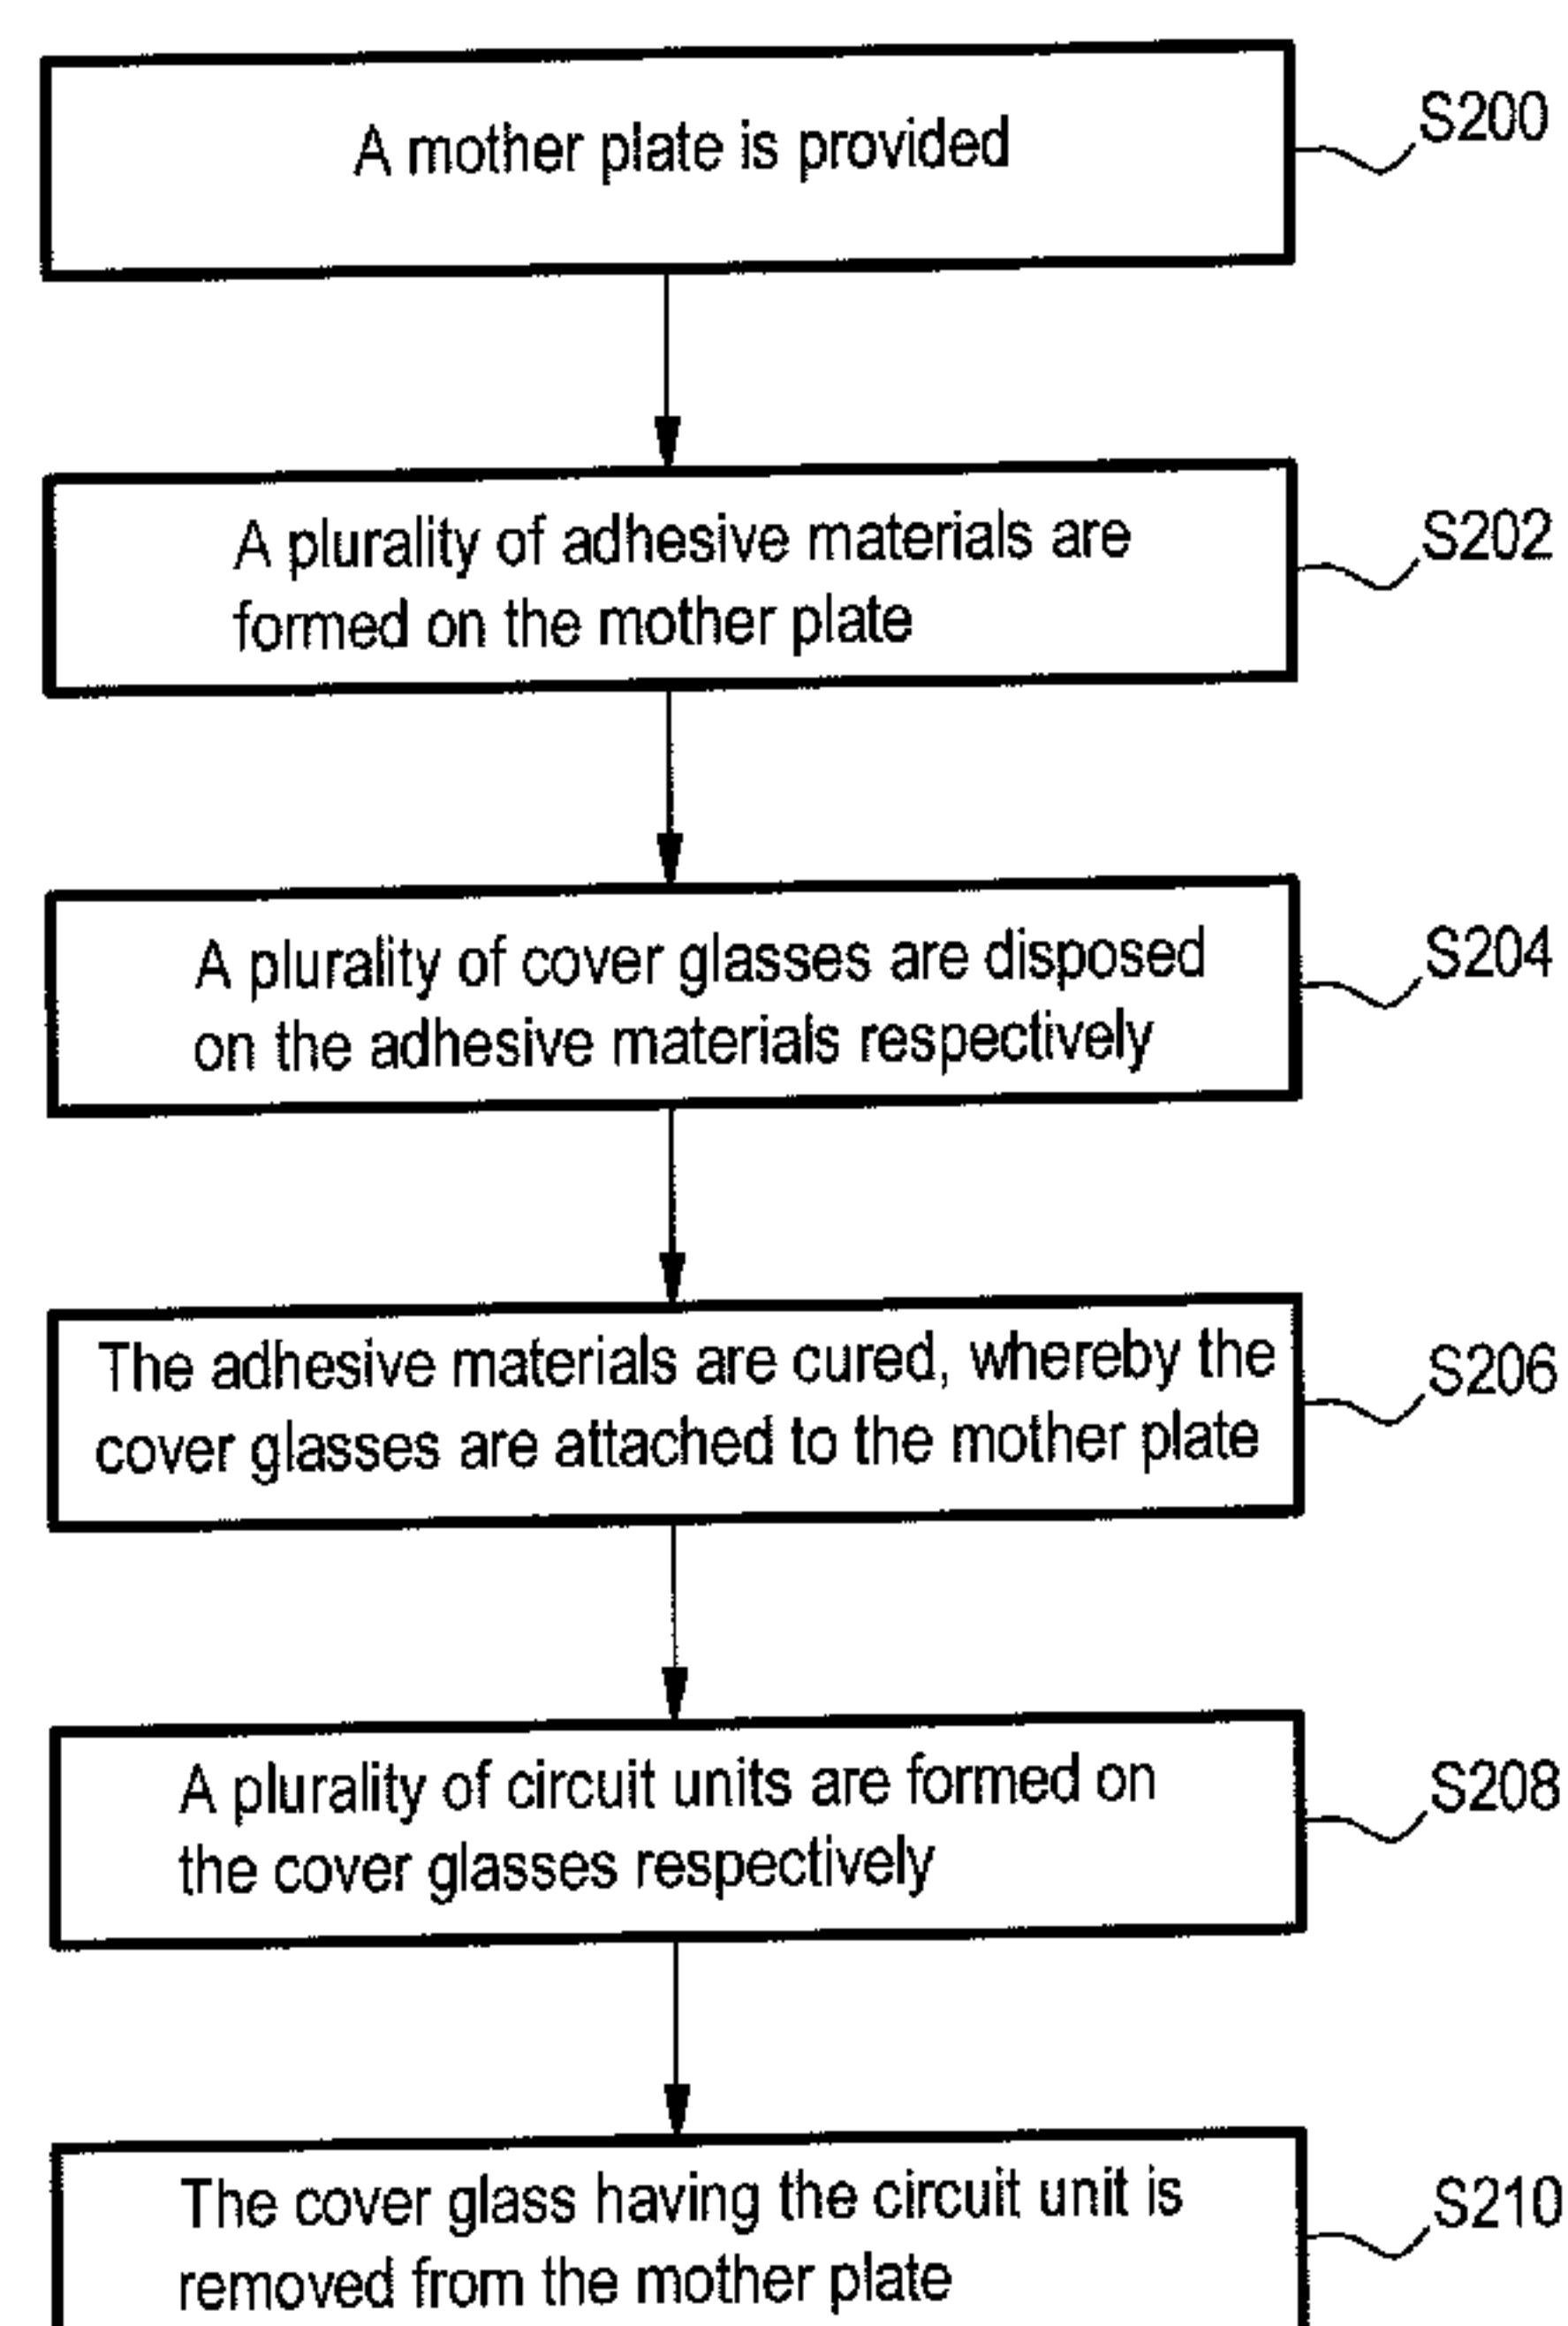 A mother plate is provided
S200
A plurality of adhesive materials are
formed on the mother plate
S202
A plurality of cover glasses are disposed
on the adhesive materials respectively
S204
The adhesive materials are cured, whereby the
cover glasses are attached to the mother plate
S206
A plurality of circuit units are formed on
the cover glasses respectively
S208
The cover glass having the circuit unit is
removed from the mother plate
S210